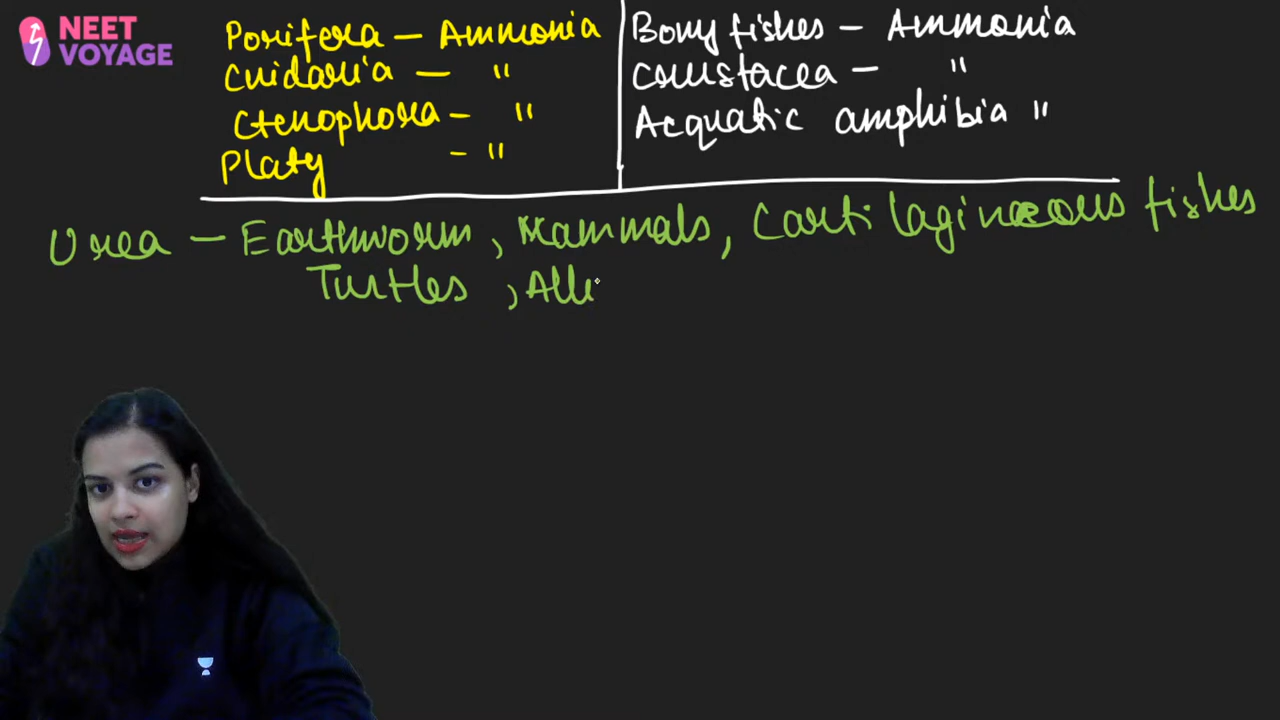 NEET
VOYAGE
Porifera – Ammonia
Cnidaria – "
Ctenophora – "
Platy – "
Bony fishes – Ammonia
Crustacea – "
Acquatic amphibia "
Urea – Earthworm, Mammals, Cartilagineous fishes
Turtles, Alli